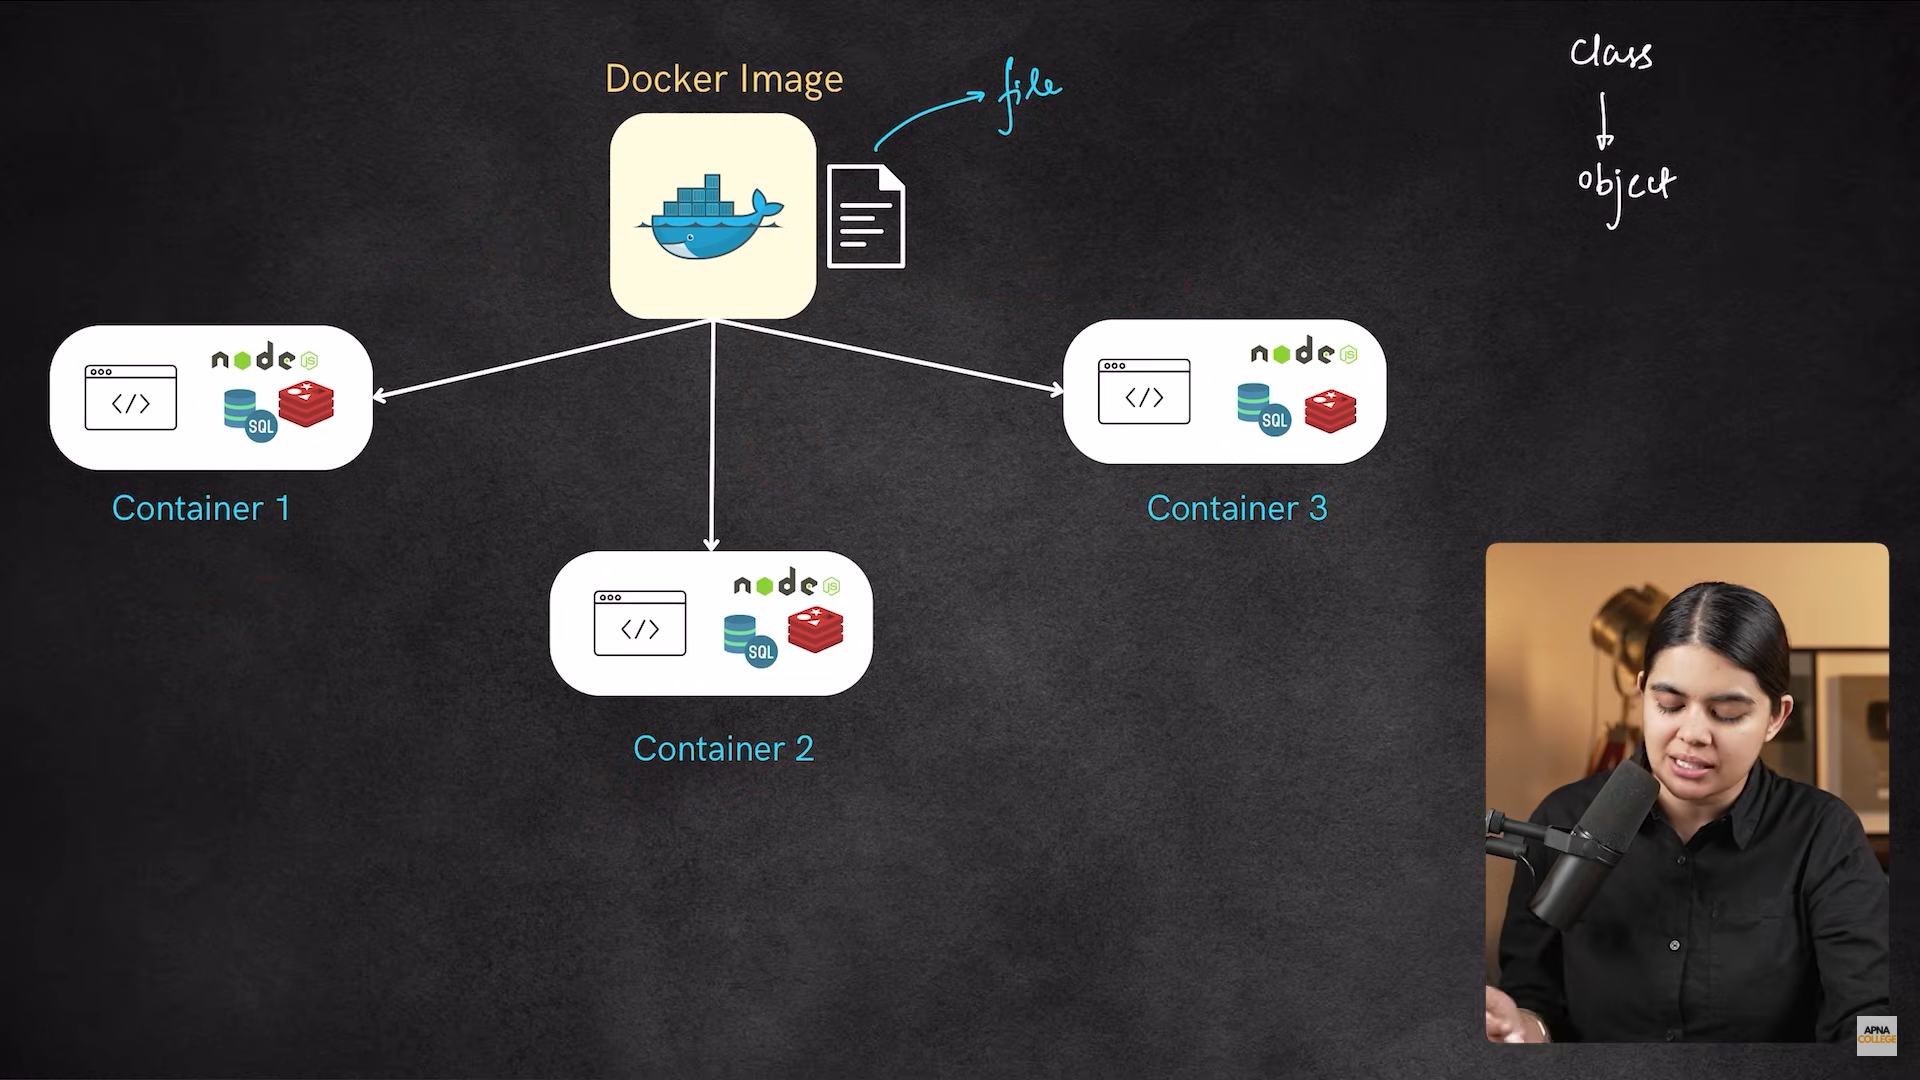 Docker Image
file
class
object
node JS
SQL
Container 1
node JS
SQL
Container 2
node JS
SQL
Container 3
</>
</>
</>
APNA
COLLEGE